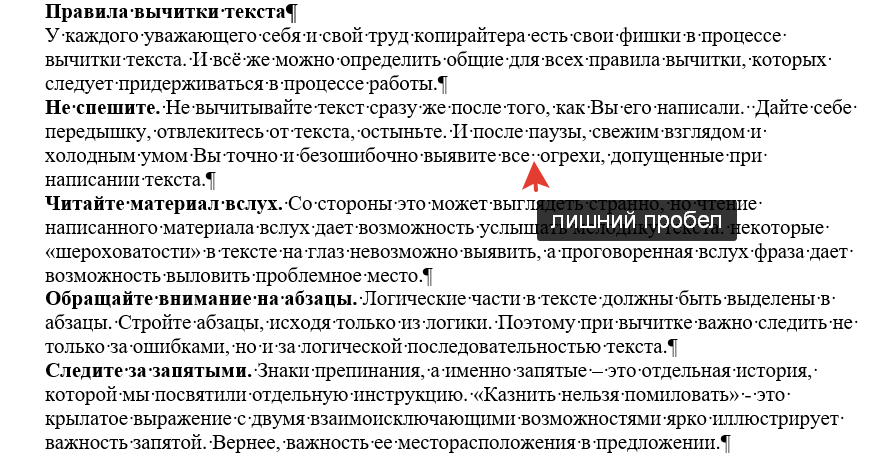 Правила вычитки текста¶
У·каждого·уважающего·себя·и·свой·труд·копирайтера·есть·свои·фишки·в·процессе·
вычитки·текста.·И·всё·же·можно·определить·общие·для·всех·правила·вычитки,·которых·
следует·придерживаться·в·процессе·работы.¶
Не·спешите.·Не·вычитывайте·текст·сразу·же·после·того,·как·Вы·его·написали.··Дайте·себе·
передышку,·отвлекитесь·от·текста,·остыньте.·И·после·паузы,·свежим·взглядом·и·
холодным·умом·Вы·точно·и·безошибочно·выявите·все··огрехи,·допущенные·при·
написании·текста.¶
Читайте·материал·вслух.·Со·стороны·это·может·выглядеть·странно,·но·чтение·
лишний пробел
написанного·материала·вслух·дает·возможность·услышать·мелодику·текста.·некоторые·
«шероховатости»·в·тексте·на·глаз·невозможно·выявить,·а·проговоренная·вслух·фраза·дает·
возможность·выловить·проблемное·место.¶
Обращайте·внимание·на·абзацы.·Логические·части·в·тексте·должны·быть·выделены·в·
абзацы.·Стройте·абзацы,·исходя·только·из·логики.·Поэтому·при·вычитке·важно·следить·не·
только·за·ошибками,·но·и·за·логической·последовательностью·текста.¶
Следите·за·запятыми.·Знаки·препинания,·а·именно·запятые·–·это·отдельная·история,·
которой·мы·посвятили·отдельную·инструкцию.·«Казнить·нельзя·помиловать»·-·это·
крылатое·выражение·с·двумя·взаимоисключающими·возможностями·ярко·иллюстрирует·
важность·запятой.·Вернее,·важность·ее·месторасположения·в·предложении.¶